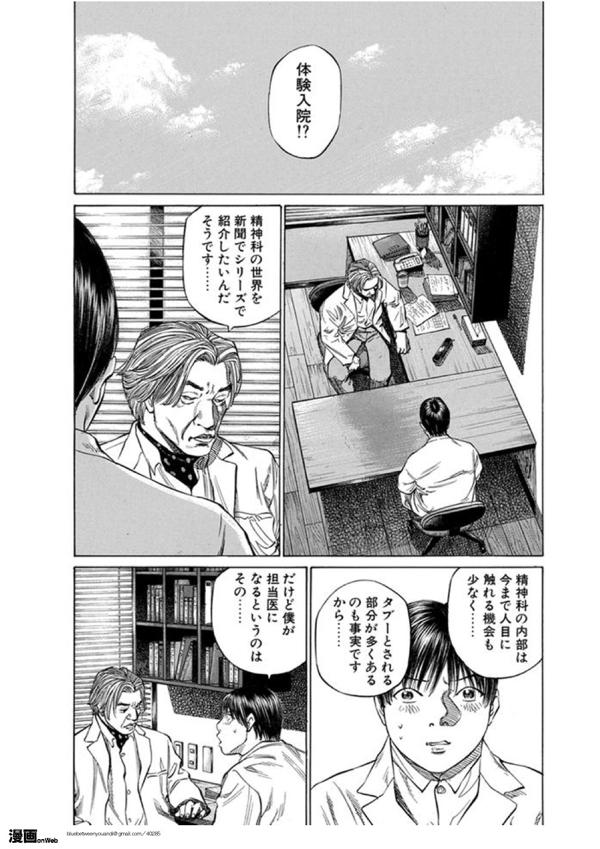 体験入院!?
精神科の世界を
新聞でシリーズで
紹介したいんだ
そうです……
精神科の内部は
今まで人目に
触れる機会も
少なく……
タブーとされる
部分が多くある
のも事実です
から……
だけど僕が
担当医に
なるというのは
その……
漫画onWeb
bluebetweenyouandi@gmail.com/40285